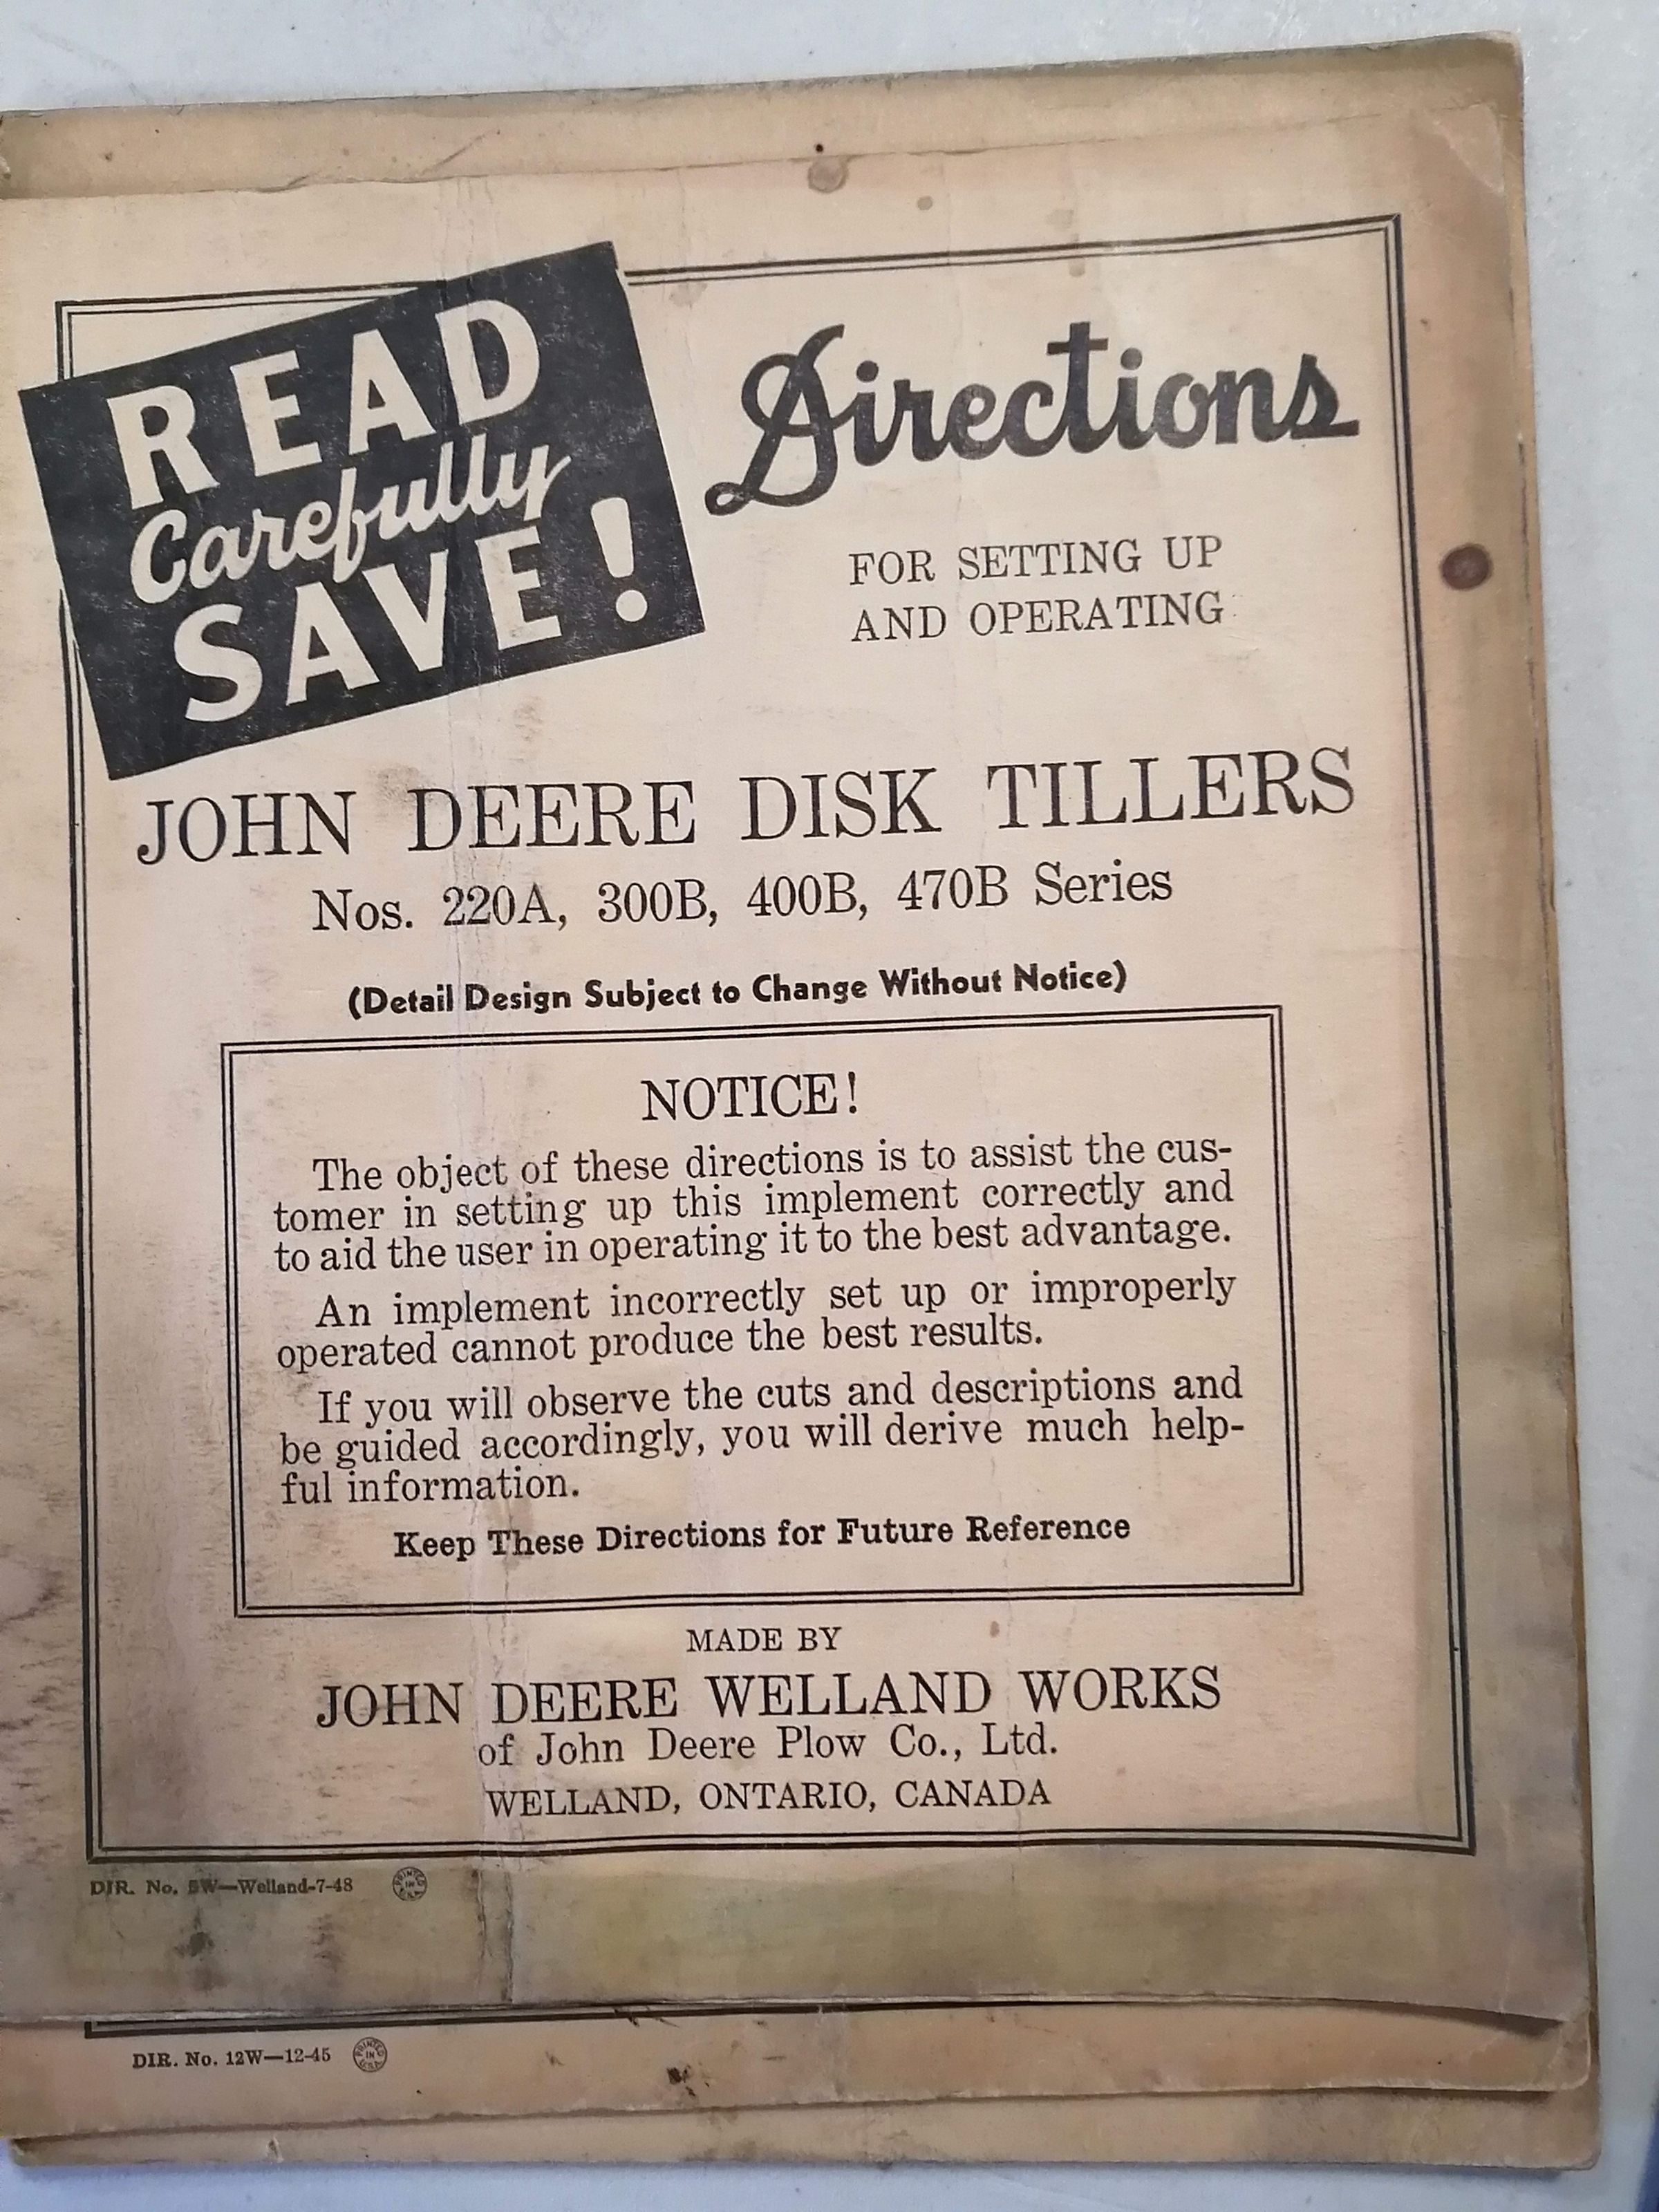 READ
Carefully
SAVE!
Directions
FOR SETTING UP
AND OPERATING
JOHN DEERE DISK TILLERS
Nos. 220A, 300B, 400B, 470B Series
(Detail Design Subject to Change Without Notice)
NOTICE!
The object of these directions is to assist the cus-
tomer in setting up this implement correctly and
to aid the user in operating it to the best advantage.
An implement incorrectly set up or improperly
operated cannot produce the best results.
If you will observe the cuts and descriptions and
be guided accordingly, you will derive much help-
ful information.
Keep These Directions for Future Reference
MADE BY
JOHN DEERE WELLAND WORKS
of John Deere Plow Co., Ltd.
WELLAND, ONTARIO, CANADA
DIR. No. Welland-7-48
PRINTED IN U.S.A.
DIR. No. 12W—12-45
PRINTED IN U.S.A.